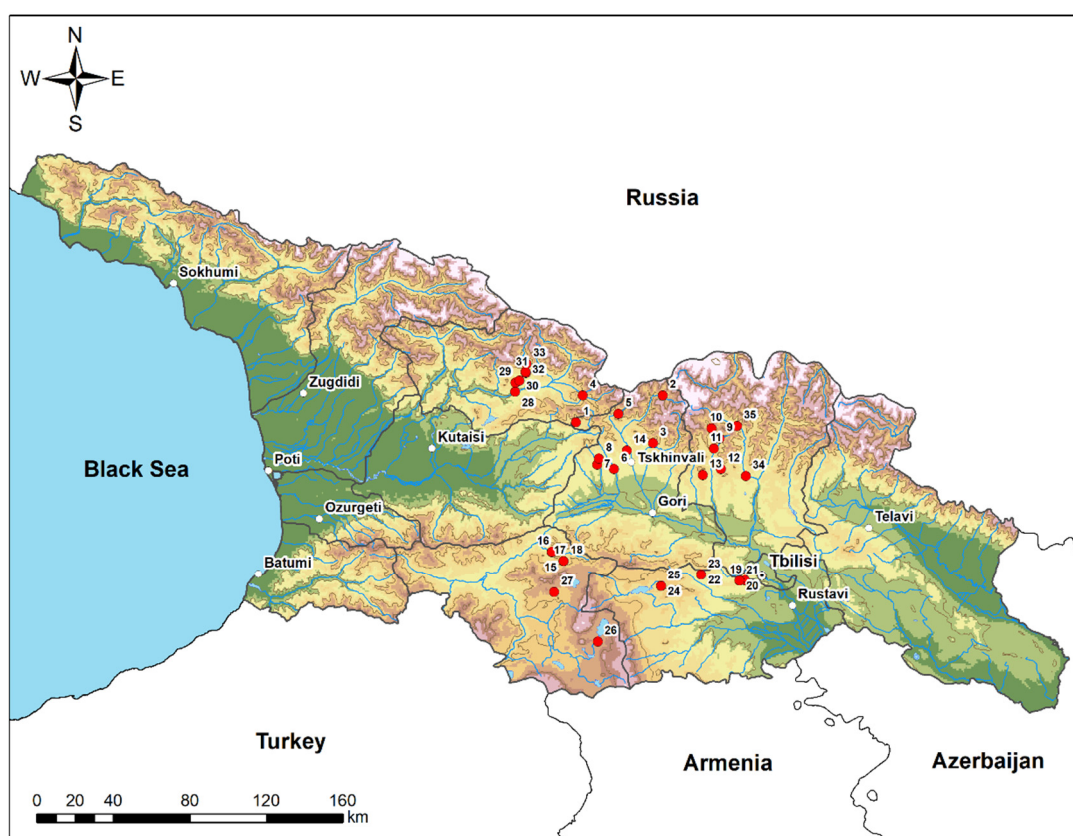 N
W E
S
Russia
Sokhumi
33
31 32
29
30
28
4
2
Zugdidi
1
5
35
10 9
Kutaisi
14 3
11
8
6 Tskhinvali
12
Black Sea
7
13
34
Poti
Gori
Ozurgeti
Telavi
16
17 18
Batumi
15
23
Tbilisi
27
25
22
19 21
20
24
Rustavi
26
Turkey
Armenia
Azerbaijan
0 20 40 80 120 160
km